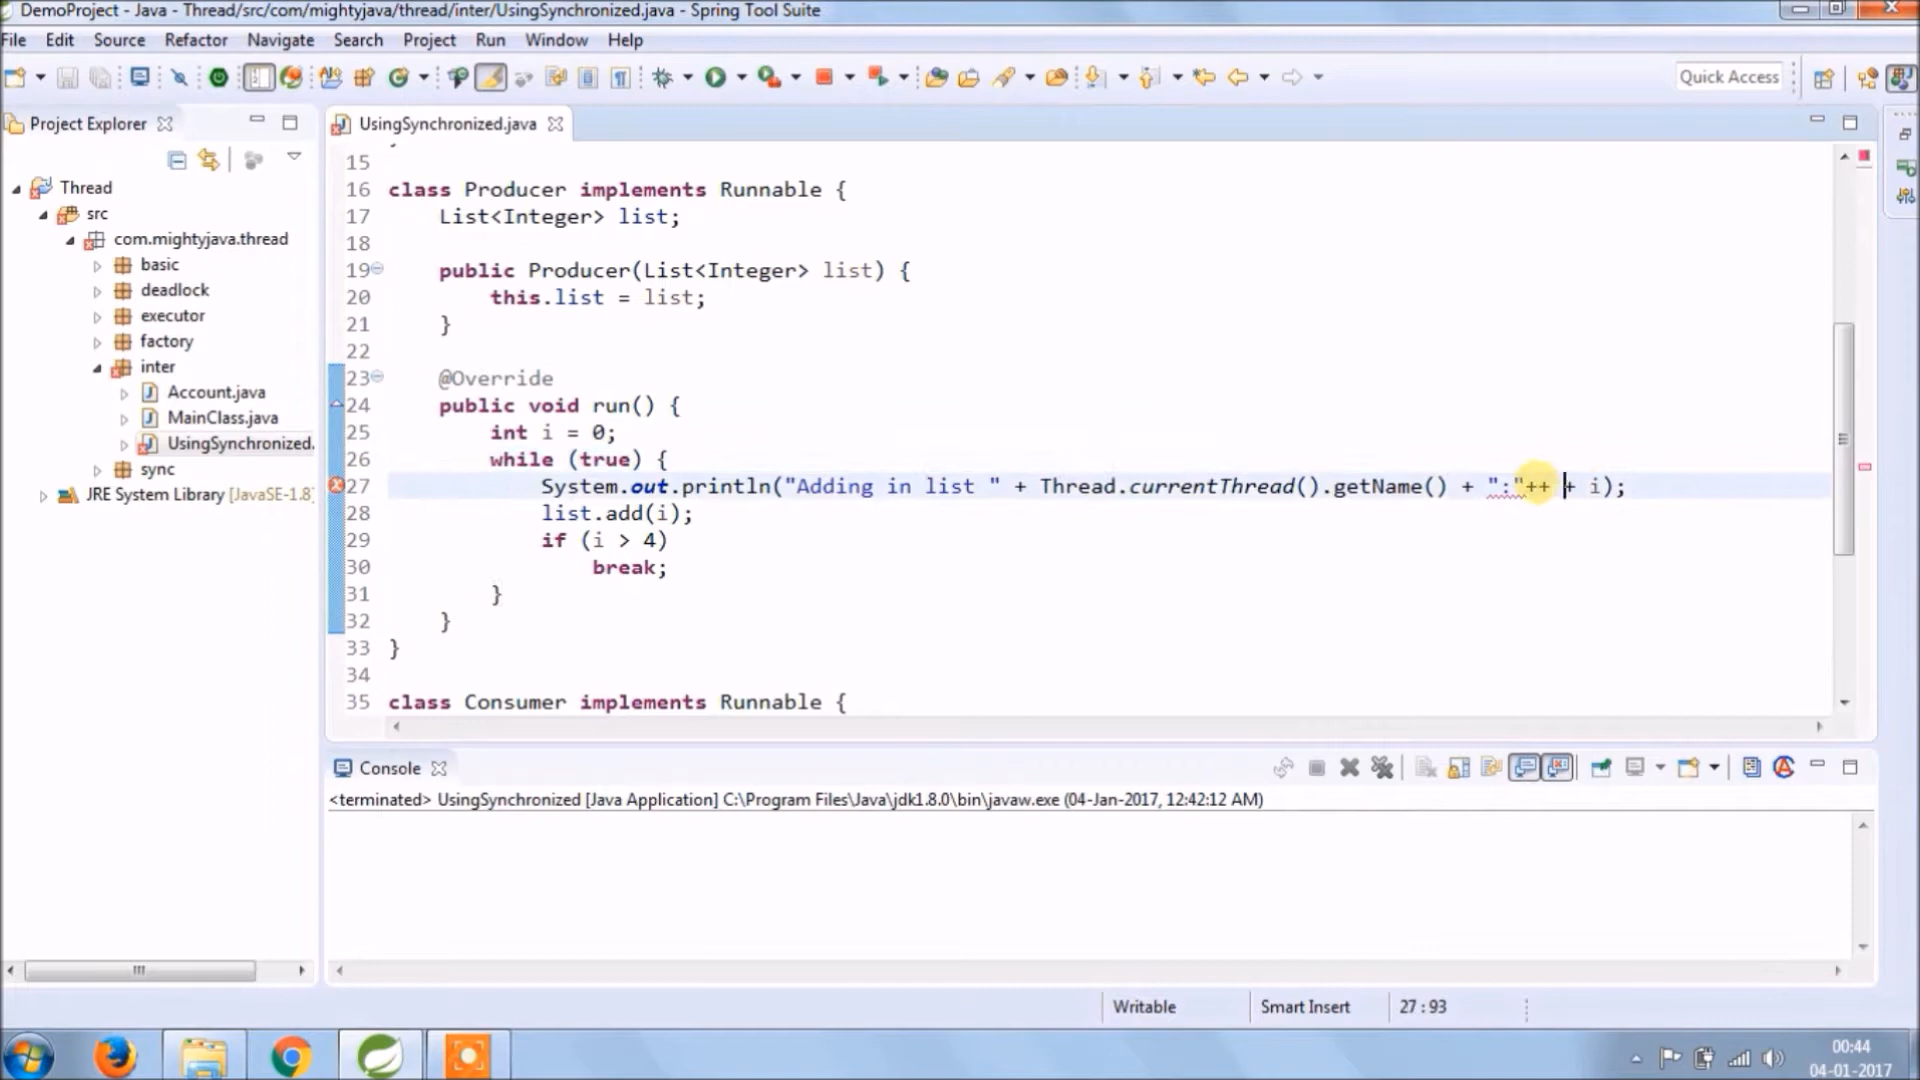 DemoProject - Java - Thread/src/com/mightyjava/thread/inter/UsingSynchronized.java - Spring Tool Suite
File Edit Source Refactor Navigate Search Project Run Window Help
Quick Access
Project Explorer
UsingSynchronized.java
Thread
src
com.mightyjava.thread
basic
deadlock
executor
factory
inter
Account.java
MainClass.java
UsingSynchronized.
sync
JRE System Library [JavaSE-1.8]
15
16 class Producer implements Runnable {
17 List<Integer> list;
18
19 public Producer(List<Integer> list) {
20 this.list = list;
21 }
22
23 @Override
24 public void run() {
25 int i = 0;
26 while (true) {
27 System.out.println("Adding in list " + Thread.currentThread().getName() + ":"++ + i);
28 list.add(i);
29 if (i > 4)
30 break;
31 }
32 }
33 }
34
35 class Consumer implements Runnable {
Console
<terminated> UsingSynchronized [Java Application] C:\Program Files\Java\jdk1.8.0\bin\javaw.exe (04-Jan-2017, 12:42:12 AM)
Writable Smart Insert 27 : 93
00:44
04-01-2017